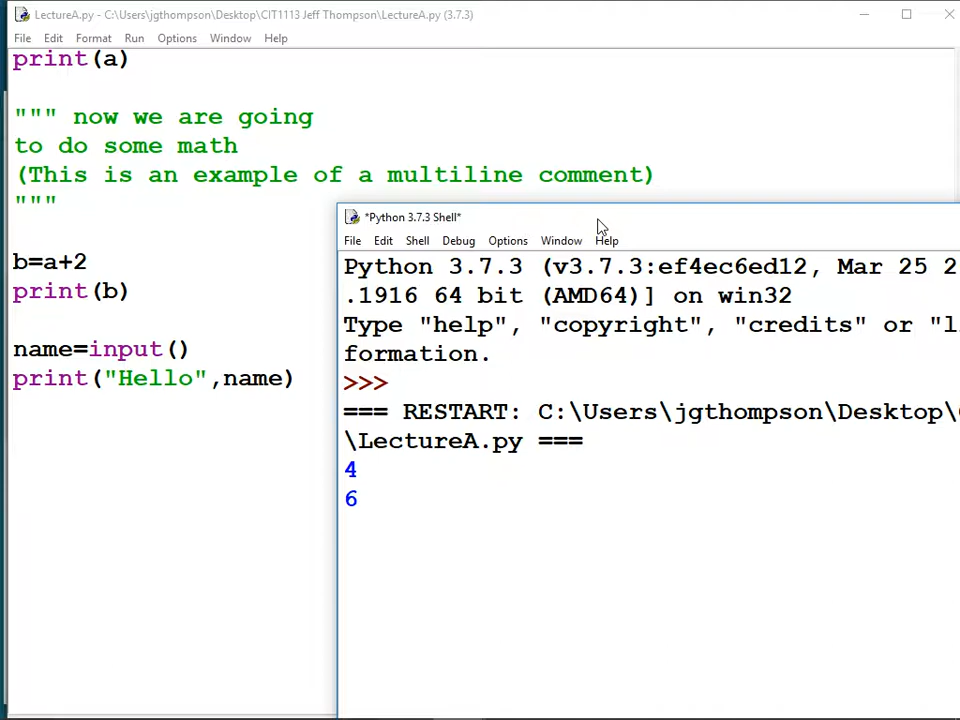 LectureA.py - C:\Users\jgthompson\Desktop\CIT1113 Jeff Thompson\LectureA.py (3.7.3)
File Edit Format Run Options Window Help
print(a)
""" now we are going
to do some math
(This is an example of a multiline comment)
"""
b=a+2
print(b)
name=input()
print("Hello",name)
*Python 3.7.3 Shell*
File Edit Shell Debug Options Window Help
Python 3.7.3 (v3.7.3:ef4ec6ed12, Mar 25 2
.1916 64 bit (AMD64)] on win32
Type "help", "copyright", "credits" or "l
formation.
>>>
=== RESTART: C:\Users\jgthompson\Desktop\
\LectureA.py ===
4
6